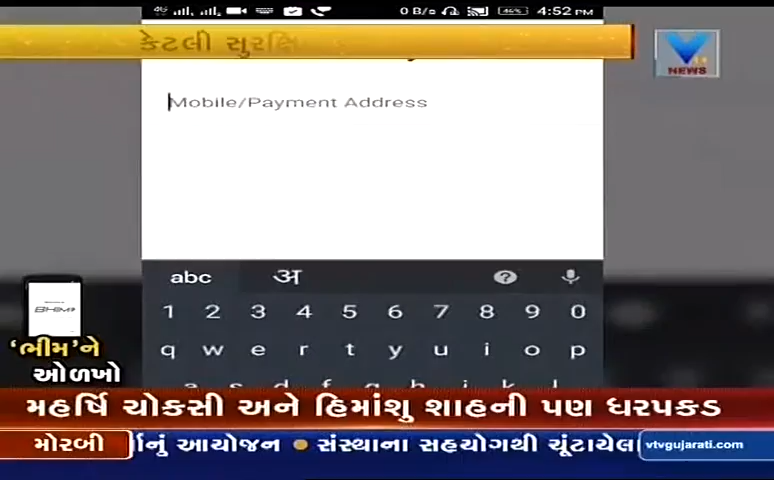 4G 0 B/s 46% 4:52 PM
કેટલી સુરક્ષિ
V
NEWS
Mobile/Payment Address
abc अ ?
1 2 3 4 5 6 7 8 9 0
q w e r t y u i o p
a s d f g h j k l
BHIM
'ભીમ'ને
ઓળખો
મહર્ષિ ચોકસી અને હિમાંશુ શાહની પણ ધરપકડ
મોરબી નું આયોજન સંસ્થાના સહયોગથી ચૂંટાયેલ vtvgujarati.com